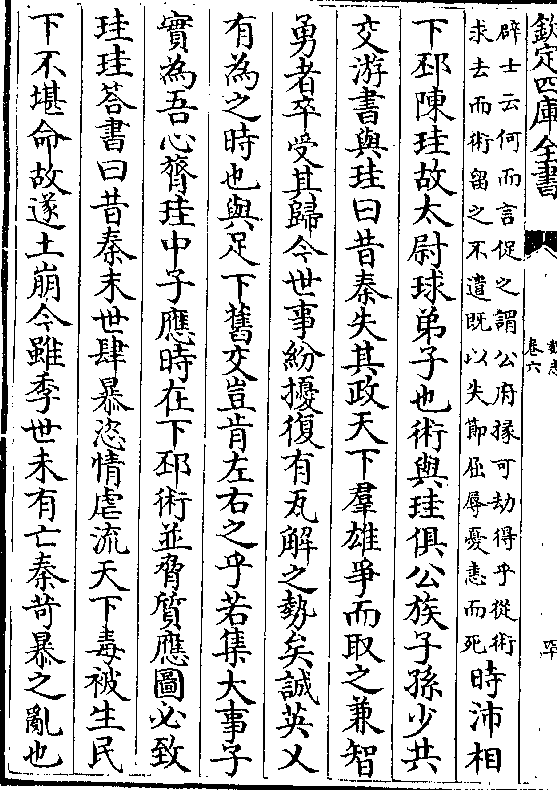 欽定四庫全書
魏志
卷六
辟士云何而言促之謂公府掾可劫得乎從術
求去而術留之不遣既以失節屈辱憂恚而死
時沛相
下邳陳珪故太尉球弟子也術與珪俱公族子孫少共
交游書與珪曰昔秦失其政天下羣雄爭而取之兼智
勇者卒受其歸今世事紛擾復有瓦解之勢矣誠英乂
有為之時也與足下舊交豈肯左右之乎若集大事子
實為吾心膂珪中子應時在下邳術並脅質應圖必致
珪珪答書曰昔秦末世肆暴恣情虐流天下毒被生民
下不堪命故遂土崩今雖季世未有亡秦苛暴之亂也